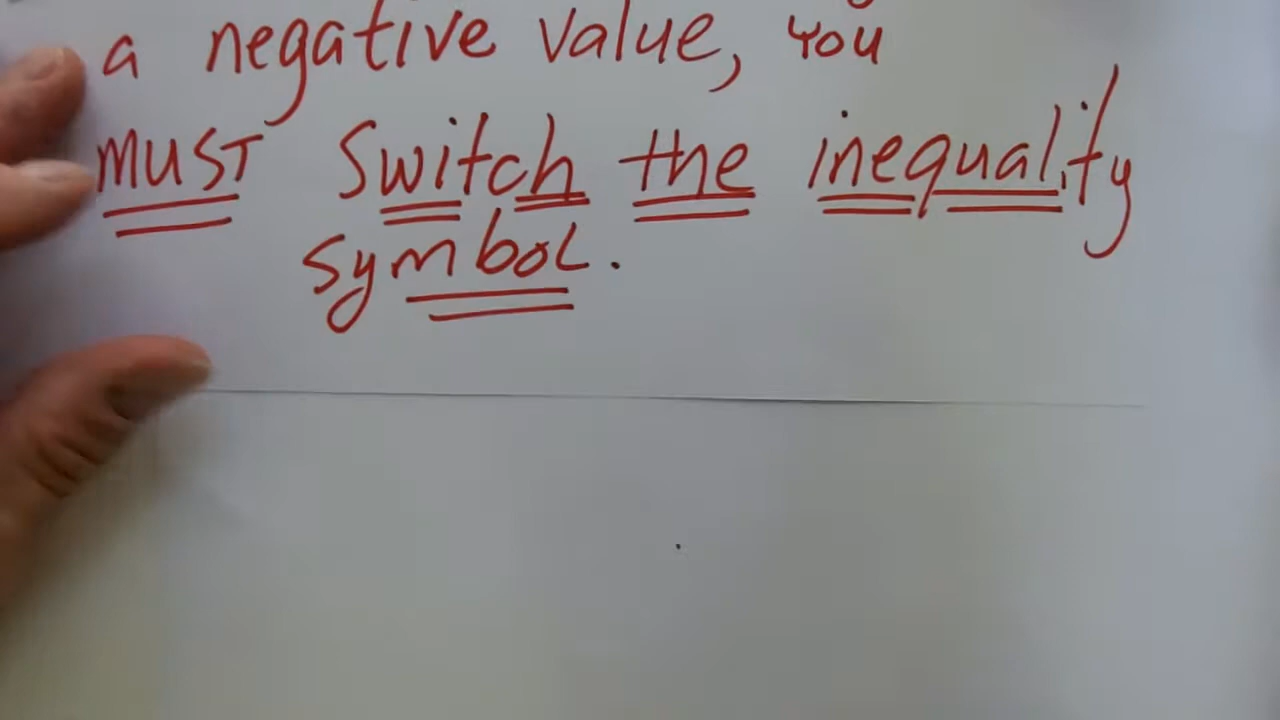 a negative value, you
MUST Switch the inequality
symbol.